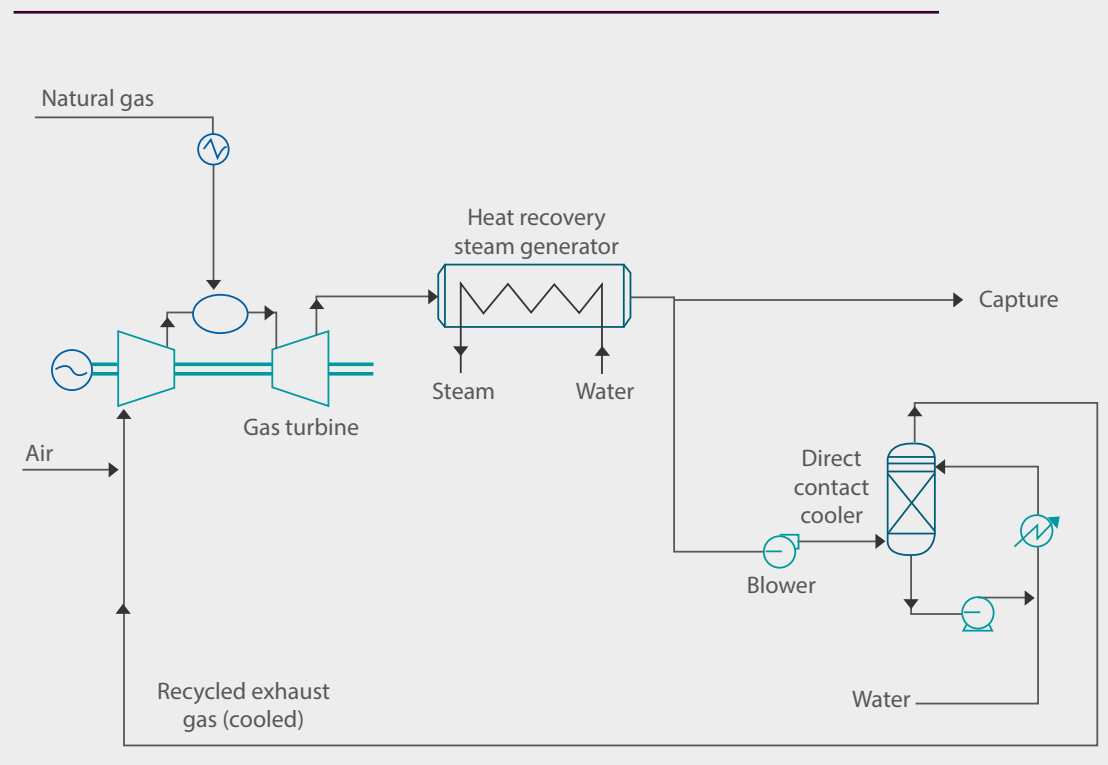 Natural gas
Heat recovery
steam generator
Capture
Steam
Water
Gas turbine
Air
Direct
contact
cooler
Blower
Recycled exhaust
gas (cooled)
Water